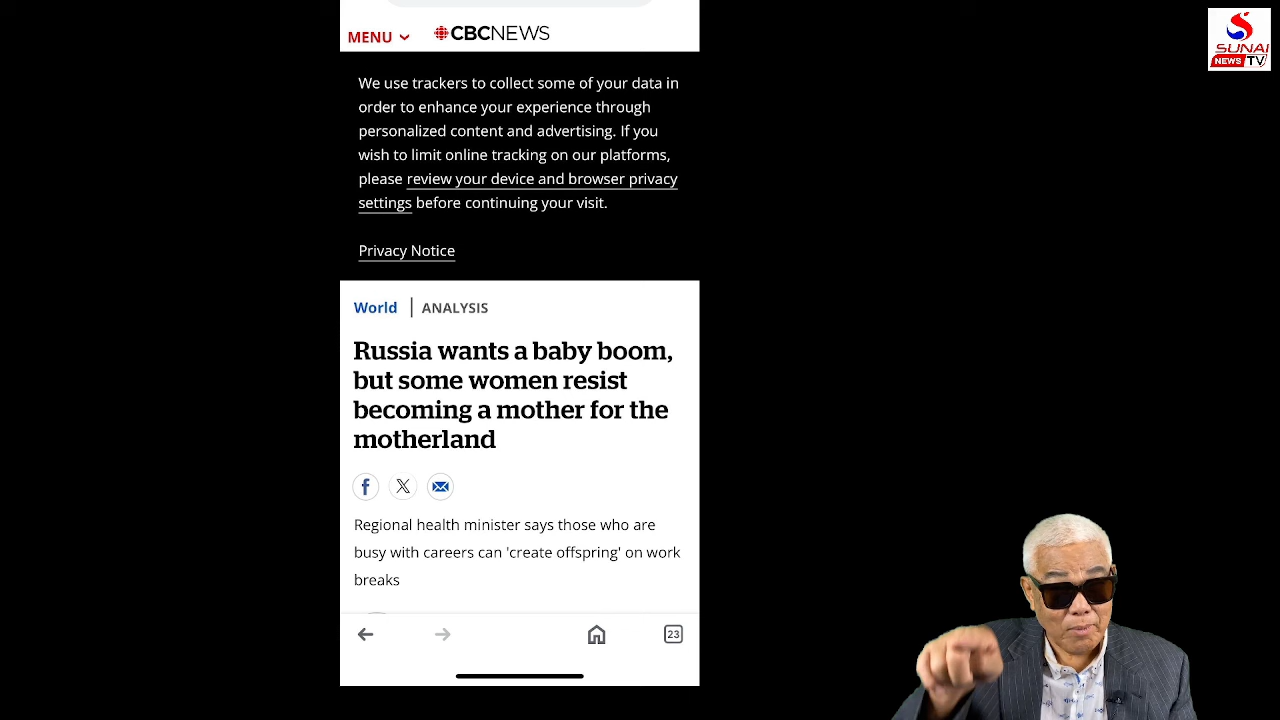 MENU
CBCNEWS
SUNAI
NEWS TV
We use trackers to collect some of your data in
order to enhance your experience through
personalized content and advertising. If you
wish to limit online tracking on our platforms,
please review your device and browser privacy
settings before continuing your visit.
Privacy Notice
World | ANALYSIS
Russia wants a baby boom,
but some women resist
becoming a mother for the
motherland
Regional health minister says those who are
busy with careers can 'create offspring' on work
breaks
23